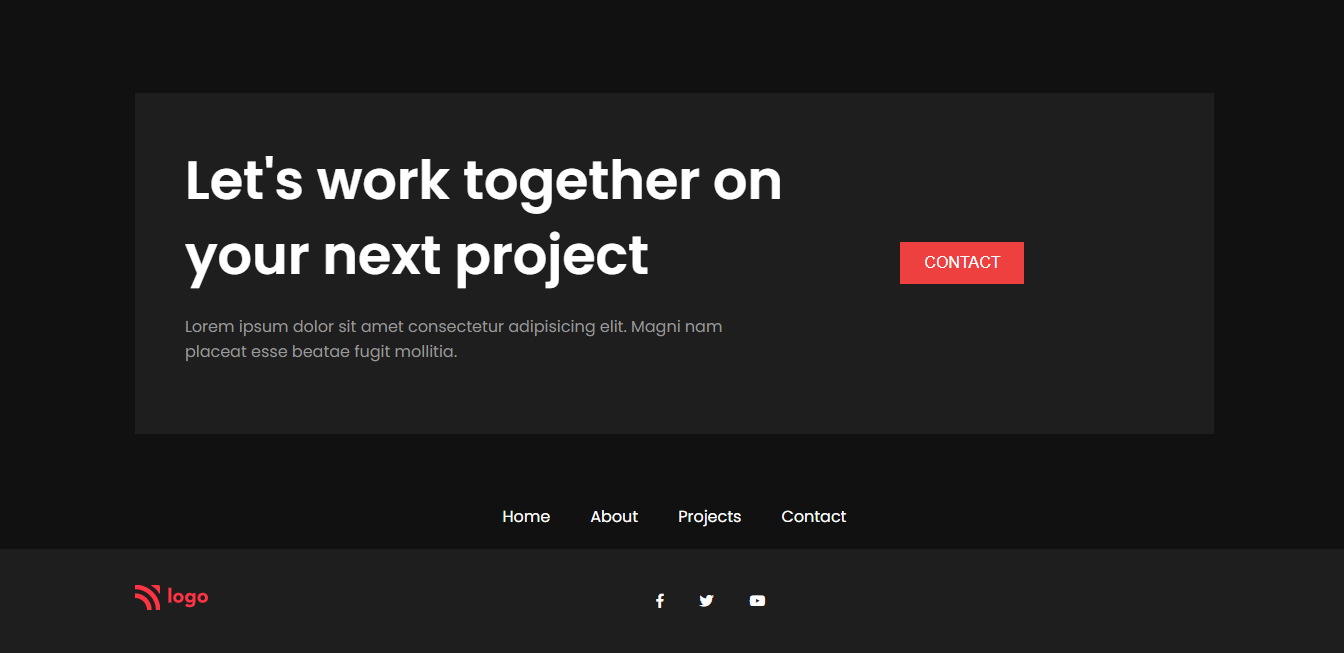 Let's work together on
your next project
Lorem ipsum dolor sit amet consectetur adipisicing elit. Magni nam
placeat esse beatae fugit mollitia.
CONTACT
Home About Projects Contact
logo